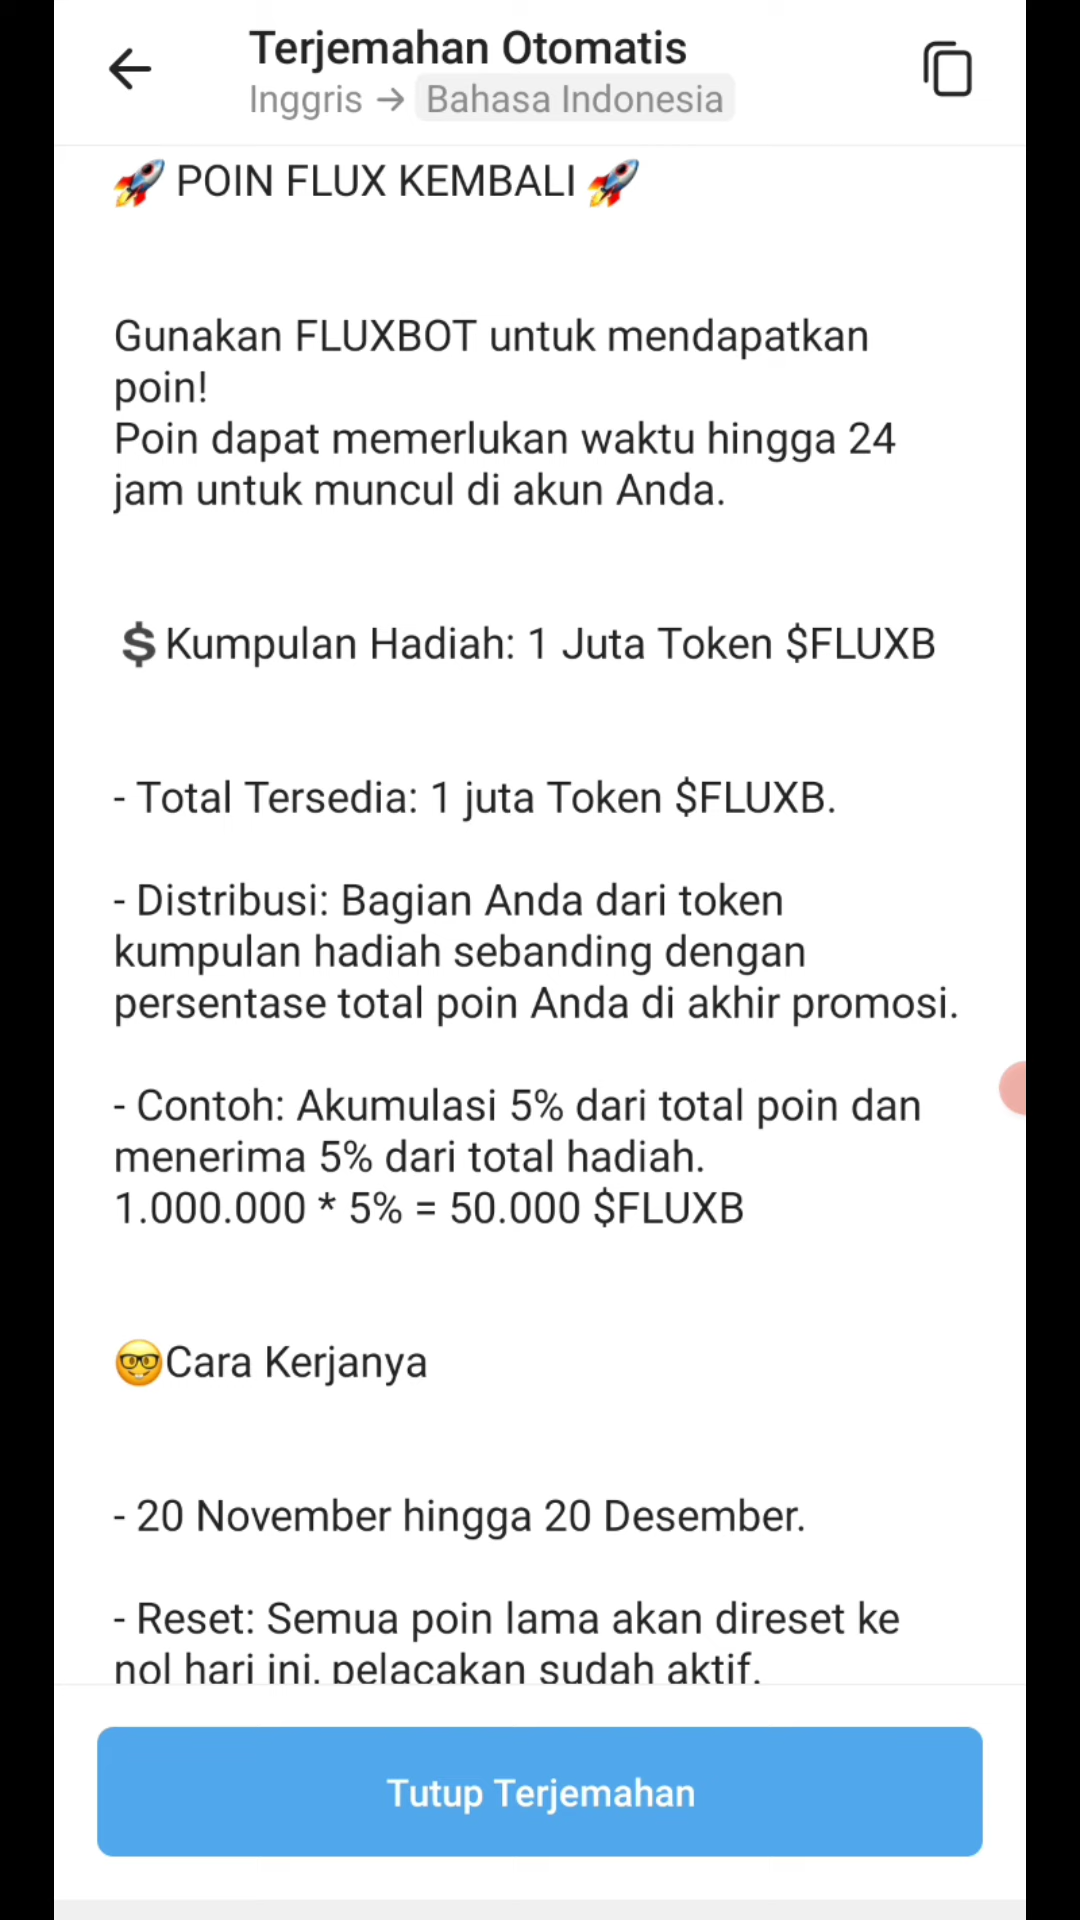 Terjemahan Otomatis
Inggris → Bahasa Indonesia
🚀 POIN FLUX KEMBALI 🚀
Gunakan FLUXBOT untuk mendapatkan
poin!
Poin dapat memerlukan waktu hingga 24
jam untuk muncul di akun Anda.
💲Kumpulan Hadiah: 1 Juta Token $FLUXB
- Total Tersedia: 1 juta Token $FLUXB.
- Distribusi: Bagian Anda dari token
kumpulan hadiah sebanding dengan
persentase total poin Anda di akhir promosi.
- Contoh: Akumulasi 5% dari total poin dan
menerima 5% dari total hadiah.
1.000.000 * 5% = 50.000 $FLUXB
🤓Cara Kerjanya
- 20 November hingga 20 Desember.
- Reset: Semua poin lama akan direset ke
nol hari ini, pelacakan sudah aktif.
Tutup Terjemahan